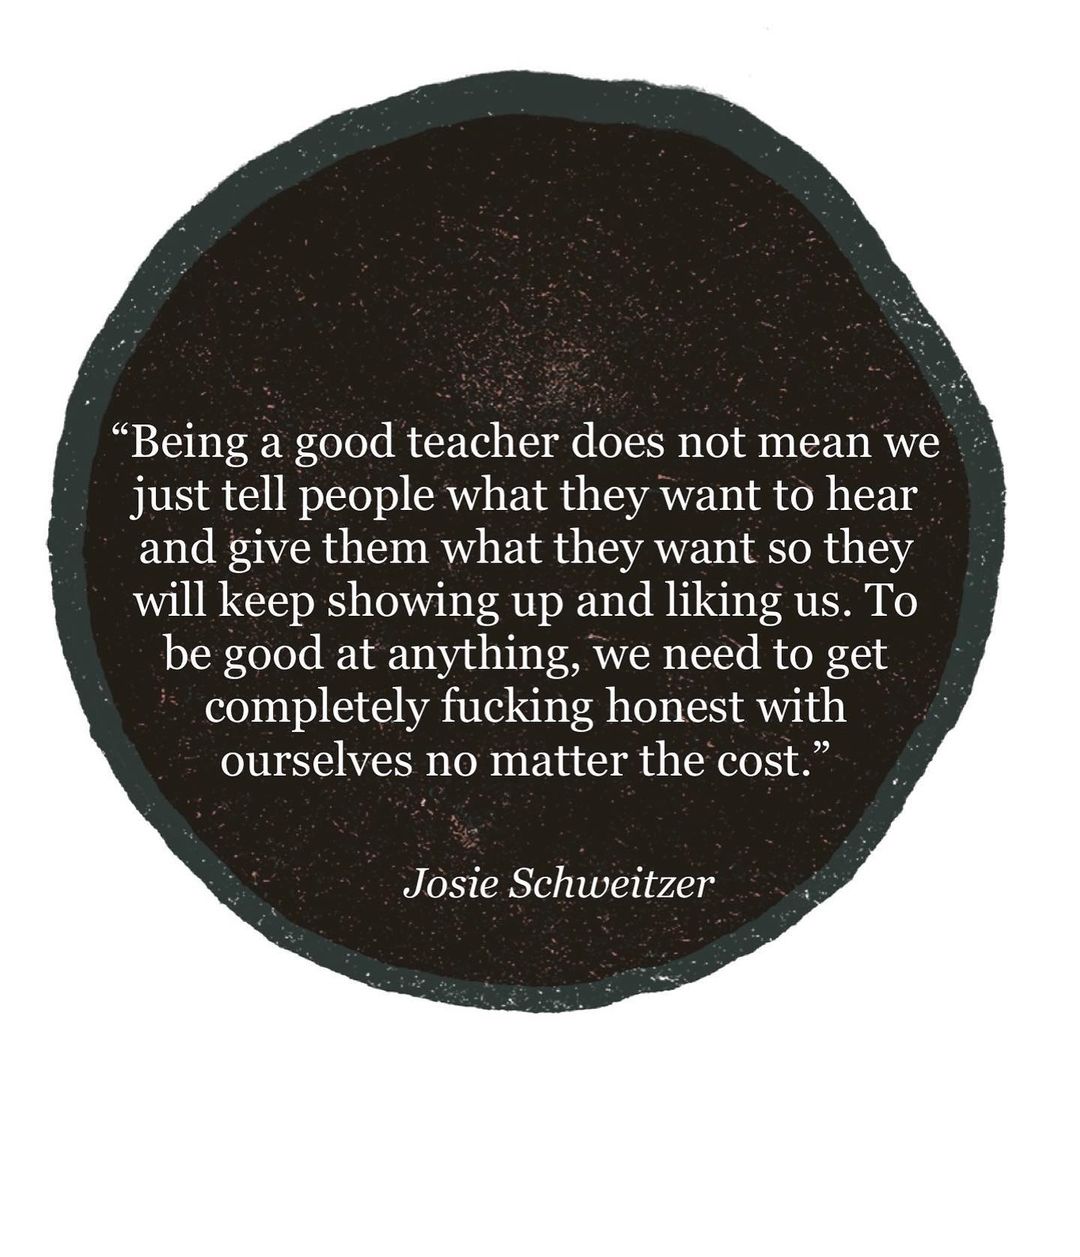 “Being a good teacher does not mean we
just tell people what they want to hear
and give them what they want so they
will keep showing up and liking us. To
be good at anything, we need to get
completely fucking honest with
ourselves no matter the cost.”
Josie Schweitzer